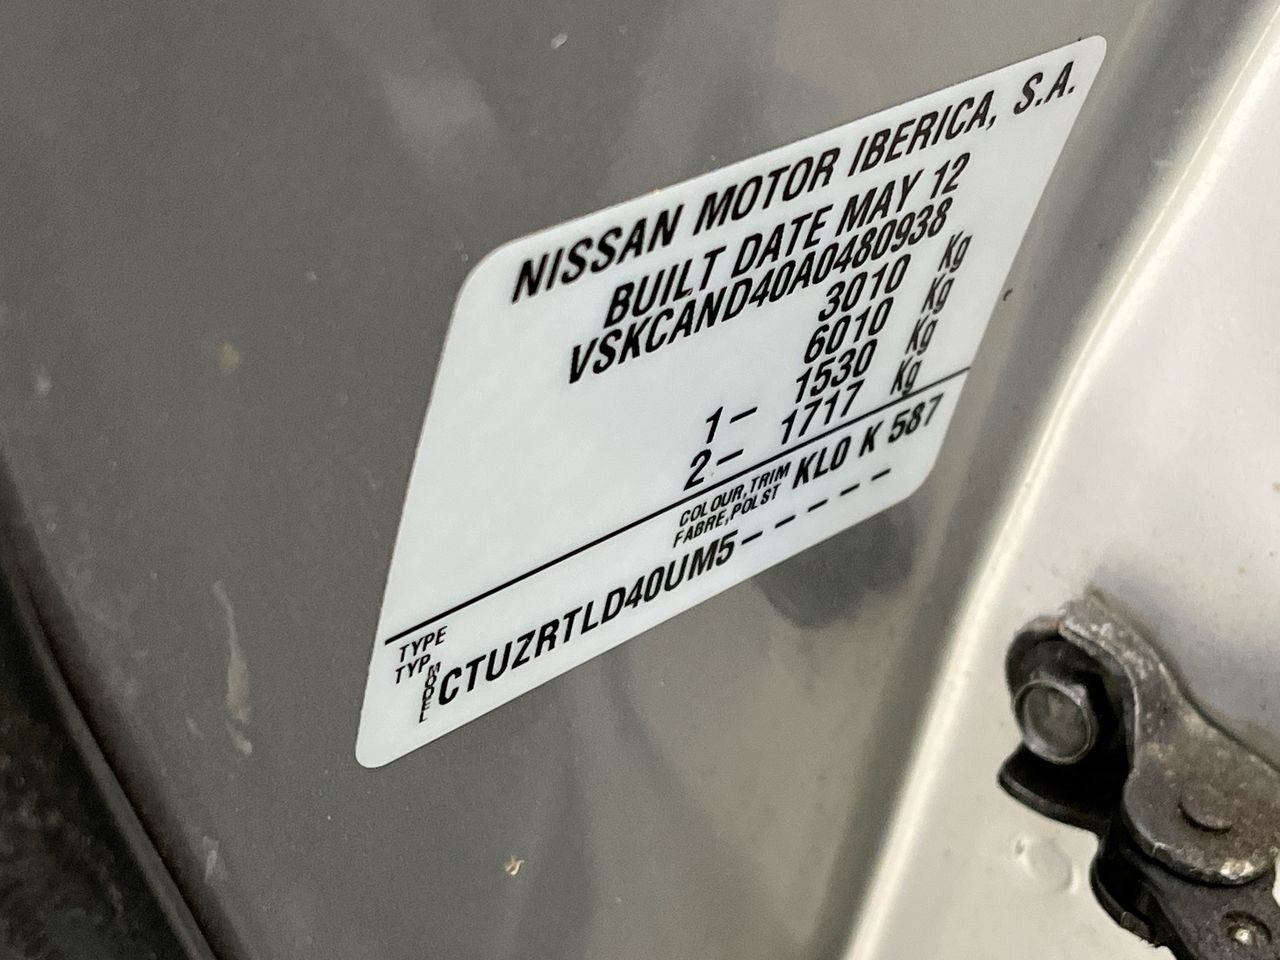 NISSAN MOTOR IBERICA, S.A.
BUILT DATE MAY 12
VSKCAND40A0480938
3010 Kg
6010 Kg
1- 1530 Kg
2- 1717 Kg
COLOUR,TRIM
FABRE,POLST
KL0 K 587
TYPE
TYP
MODEL
CTUZRTLD40UM5-----